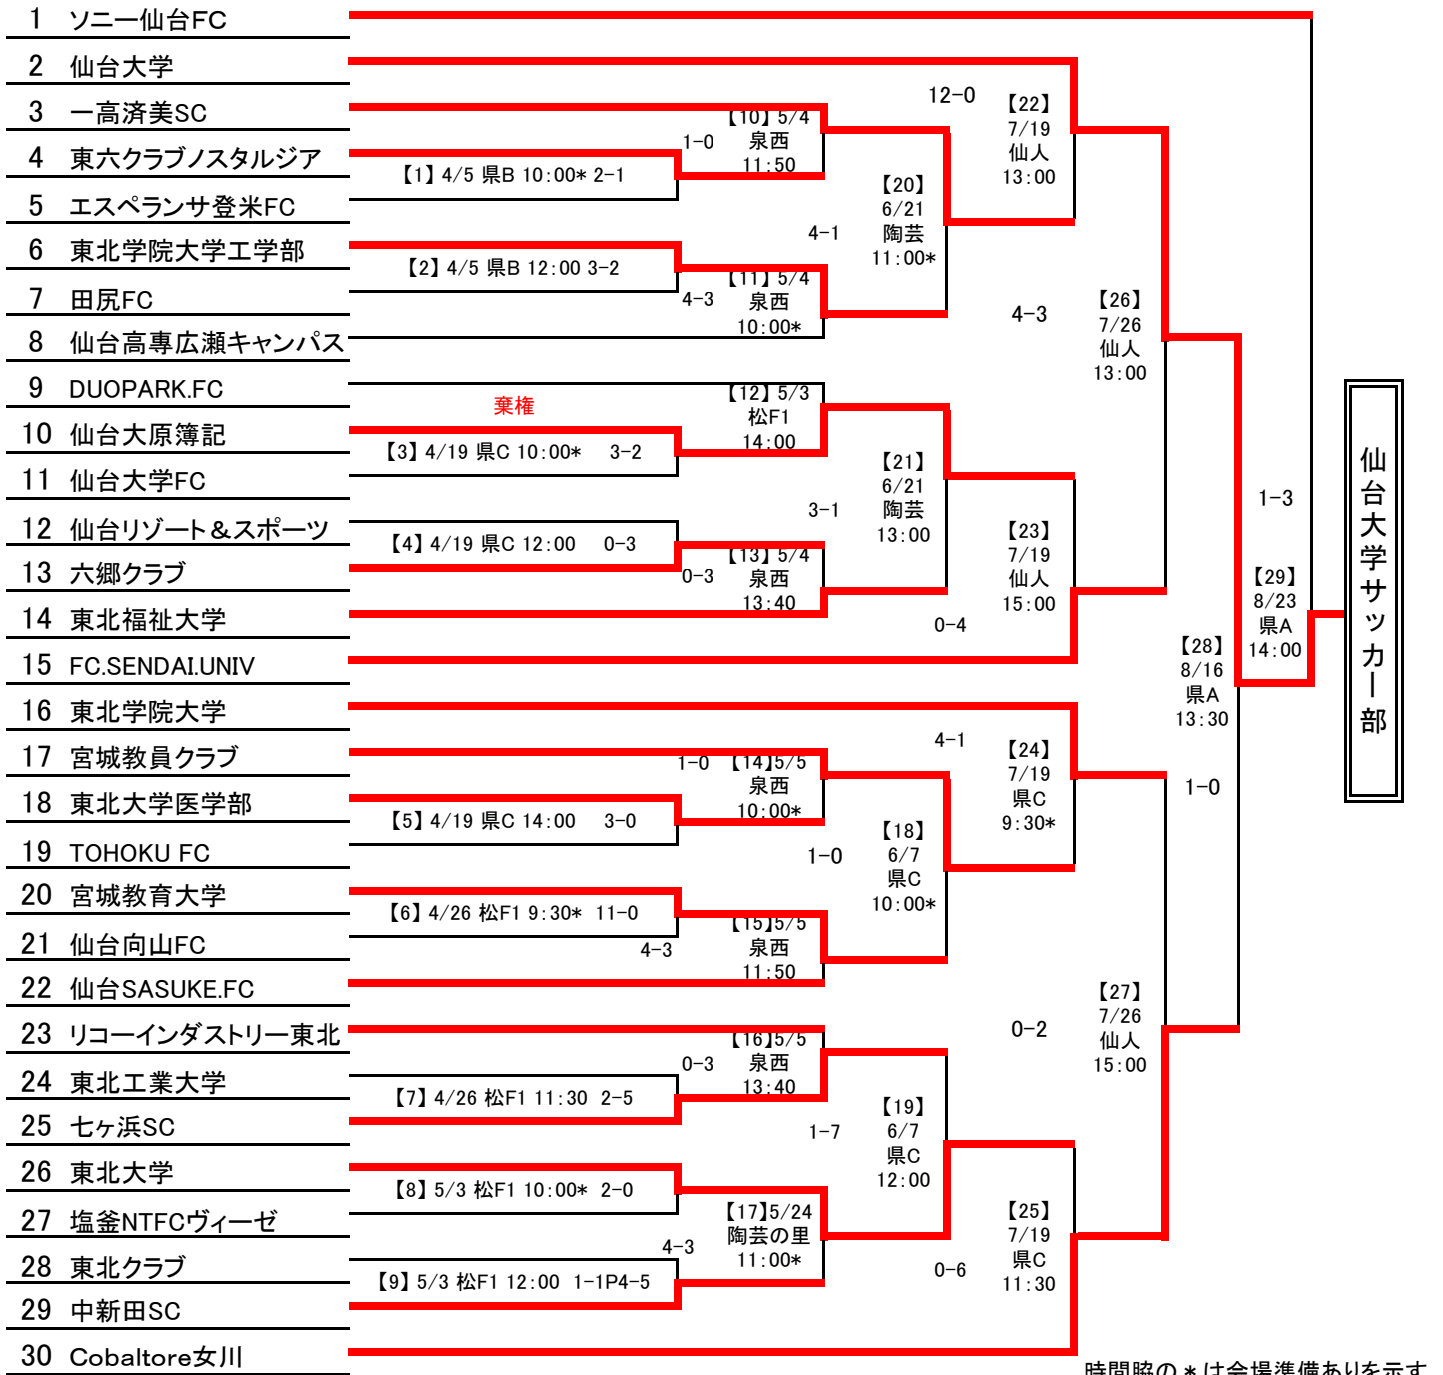 1 ソニー仙台FC
2 仙台大学
3 一高済美SC
4 東六クラブノスタルジア
5 エスペランサ登米FC
6 東北学院大学工学部
7 田尻FC
8 仙台高専広瀬キャンパス
9 DUOPARK.FC
10 仙台大原簿記
11 仙台大学FC
12 仙台リゾート＆スポーツ
13 六郷クラブ
14 東北福祉大学
15 FC.SENDAI.UNIV
16 東北学院大学
17 宮城教員クラブ
18 東北大学医学部
19 TOHOKU FC
20 宮城教育大学
21 仙台向山FC
22 仙台SASUKE.FC
23 リコーインダストリー東北
24 東北工業大学
25 七ヶ浜SC
26 東北大学
27 塩釜NTFCヴィーゼ
28 東北クラブ
29 中新田SC
30 Cobaltore女川
【1】 4/5 県B 10:00* 2-1
【2】 4/5 県B 12:00 3-2
棄権
【3】 4/19 県C 10:00* 3-2
【4】 4/19 県C 12:00 0-3
【5】 4/19 県C 14:00 3-0
【6】 4/26 松F1 9:30* 11-0
【7】 4/26 松F1 11:30 2-5
【8】 5/3 松F1 10:00* 2-0
【9】 5/3 松F1 12:00 1-1P4-5
1-0
【10】 5/4
泉西
11:50
4-3
【11】 5/4
泉西
10:00*
【12】 5/3
松F1
14:00
0-3
【13】 5/4
泉西
13:40
1-0
【14】5/5
泉西
10:00*
4-3
【15】5/5
泉西
11:50
0-3
【16】5/5
泉西
13:40
4-3
【17】5/24
陶芸の里
11:00*
4-1
【20】
6/21
陶芸
11:00*
3-1
【21】
6/21
陶芸
13:00
1-0
【18】
6/7
県C
10:00*
1-7
【19】
6/7
県C
12:00
12-0
【22】
7/19
仙人
13:00
0-4
【23】
7/19
仙人
15:00
4-1
【24】
7/19
県C
9:30*
0-6
【25】
7/19
県C
11:30
4-3
【26】
7/26
仙人
13:00
0-2
【27】
7/26
仙人
15:00
【28】
8/16
県A
13:30
1-0
1-3
【29】
8/23
県A
14:00
仙台大学サッカー部
時間脇の＊は会場準備ありを示す